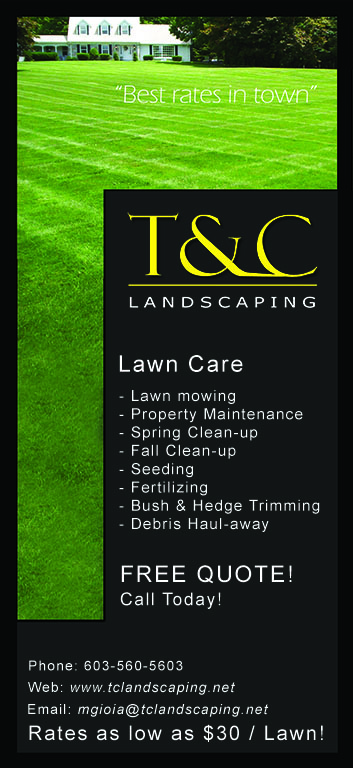 “Best rates in town”
T&C
LANDSCAPING
Lawn Care
- Lawn mowing
- Property Maintenance
- Spring Clean-up
- Fall Clean-up
- Seeding
- Fertilizing
- Bush & Hedge Trimming
- Debris Haul-away
FREE QUOTE!
Call Today!
Phone: 603-560-5603
Web: www.tclandscaping.net
Email: mgioia@tclandscaping.net
Rates as low as $30 / Lawn!